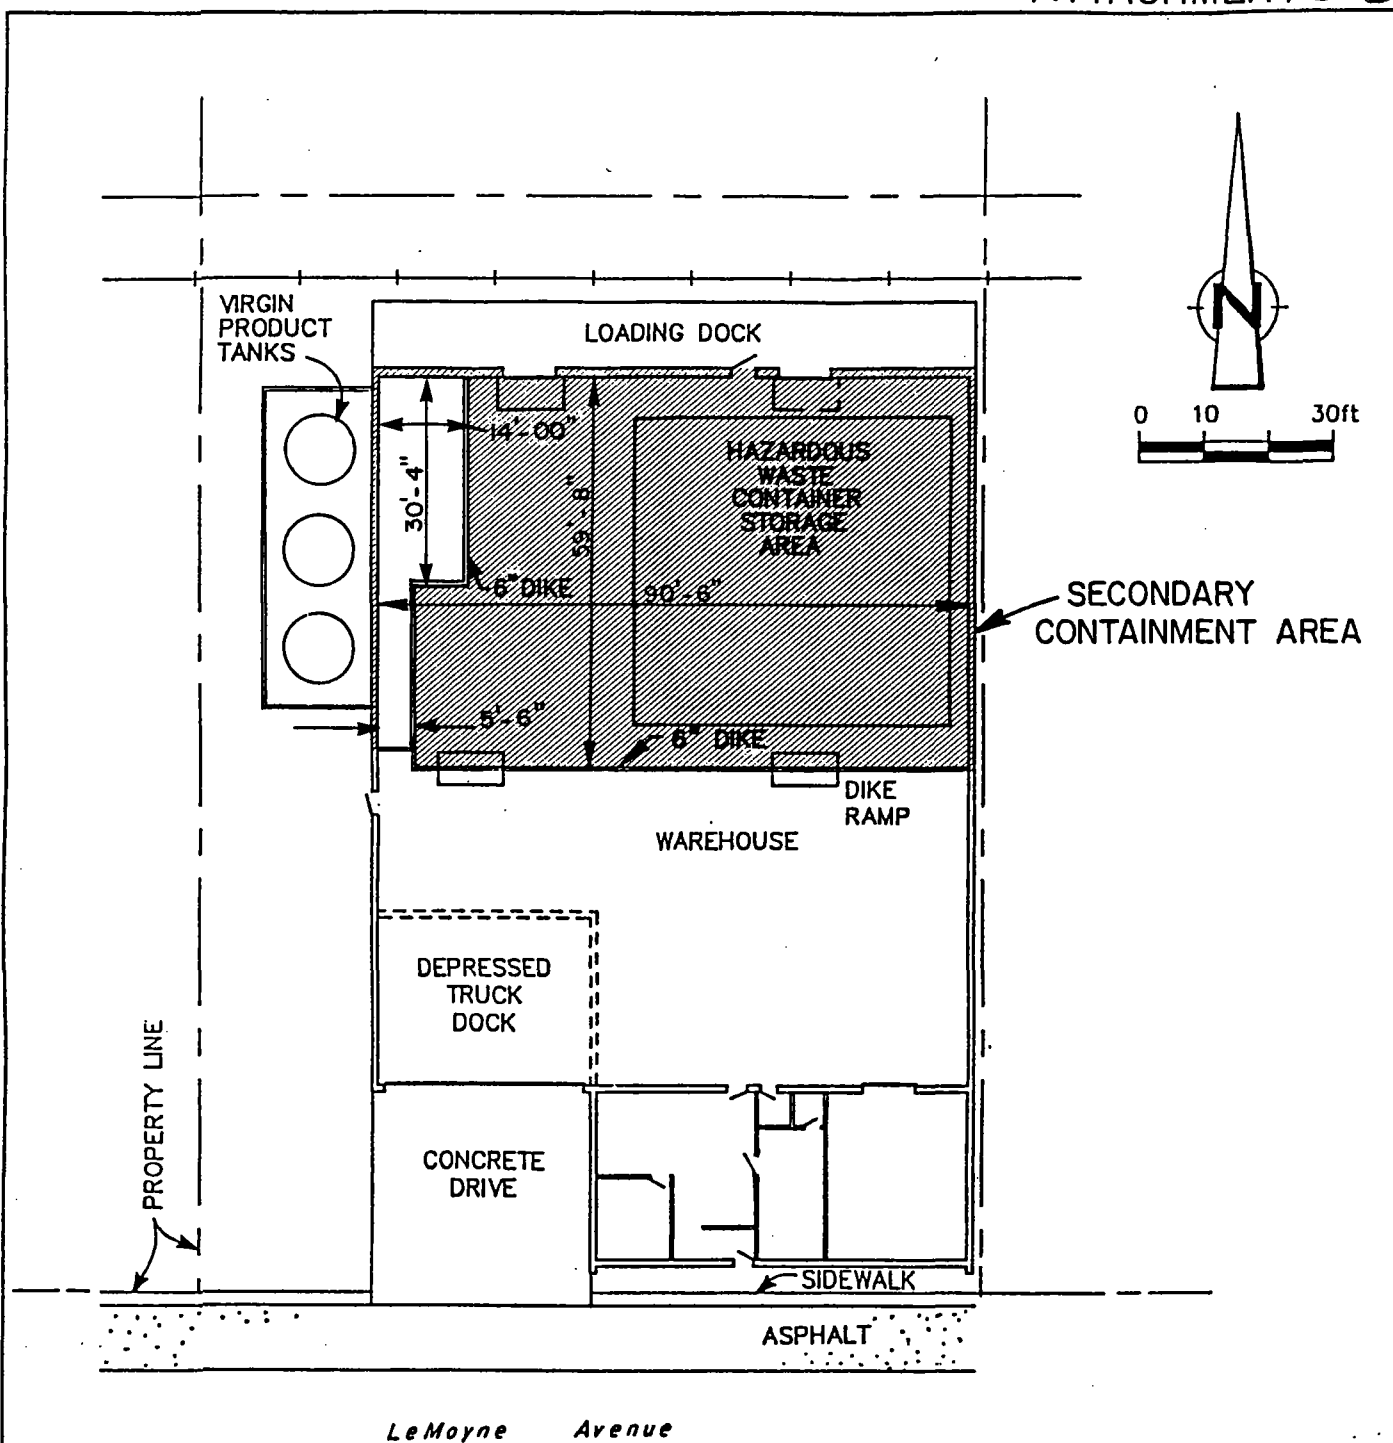 VIRGIN
PRODUCT
TANKS
LOADING DOCK
N
0 10 30ft
14'-00"
30'-4"
59'-8"
HAZARDOUS
WASTE
CONTAINER
STORAGE
AREA
6" DIKE
90'-6"
SECONDARY
CONTAINMENT AREA
5'-6"
6" DIKE
DIKE
RAMP
WAREHOUSE
DEPRESSED
TRUCK
DOCK
PROPERTY LINE
CONCRETE
DRIVE
SIDEWALK
ASPHALT
LeMoyne Avenue